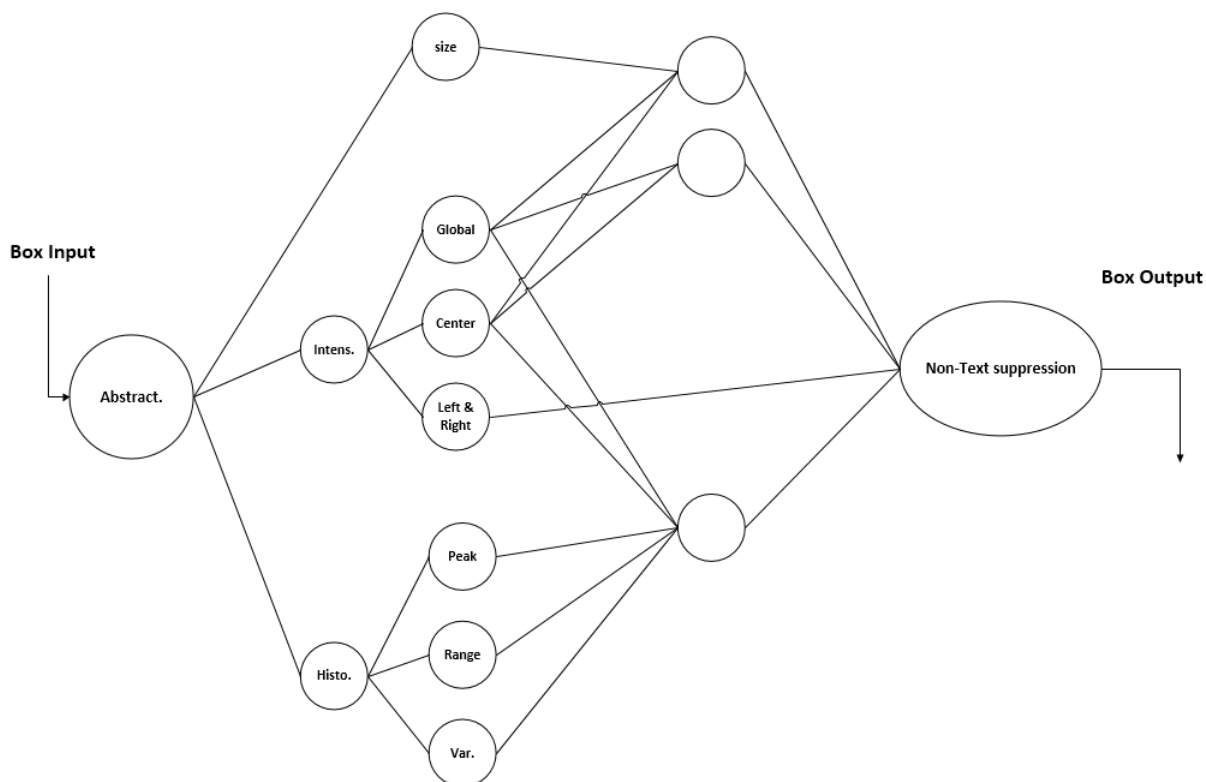 size
Global
Box Input
Box Output
Center
Intens.
Non-Text suppression
Abstract.
Left &
Right
Peak
Range
Histo.
Var.